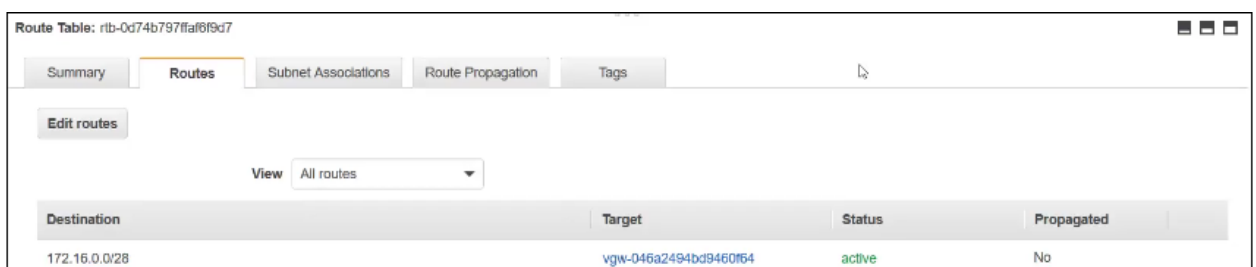 Route Table: rtb-0d74b797ffaf6f9d7
Summary Routes Subnet Associations Route Propagation Tags
Edit routes
View All routes
Destination Target Status Propagated
172.16.0.0/28 vgw-046a2494bd9460f64 active No